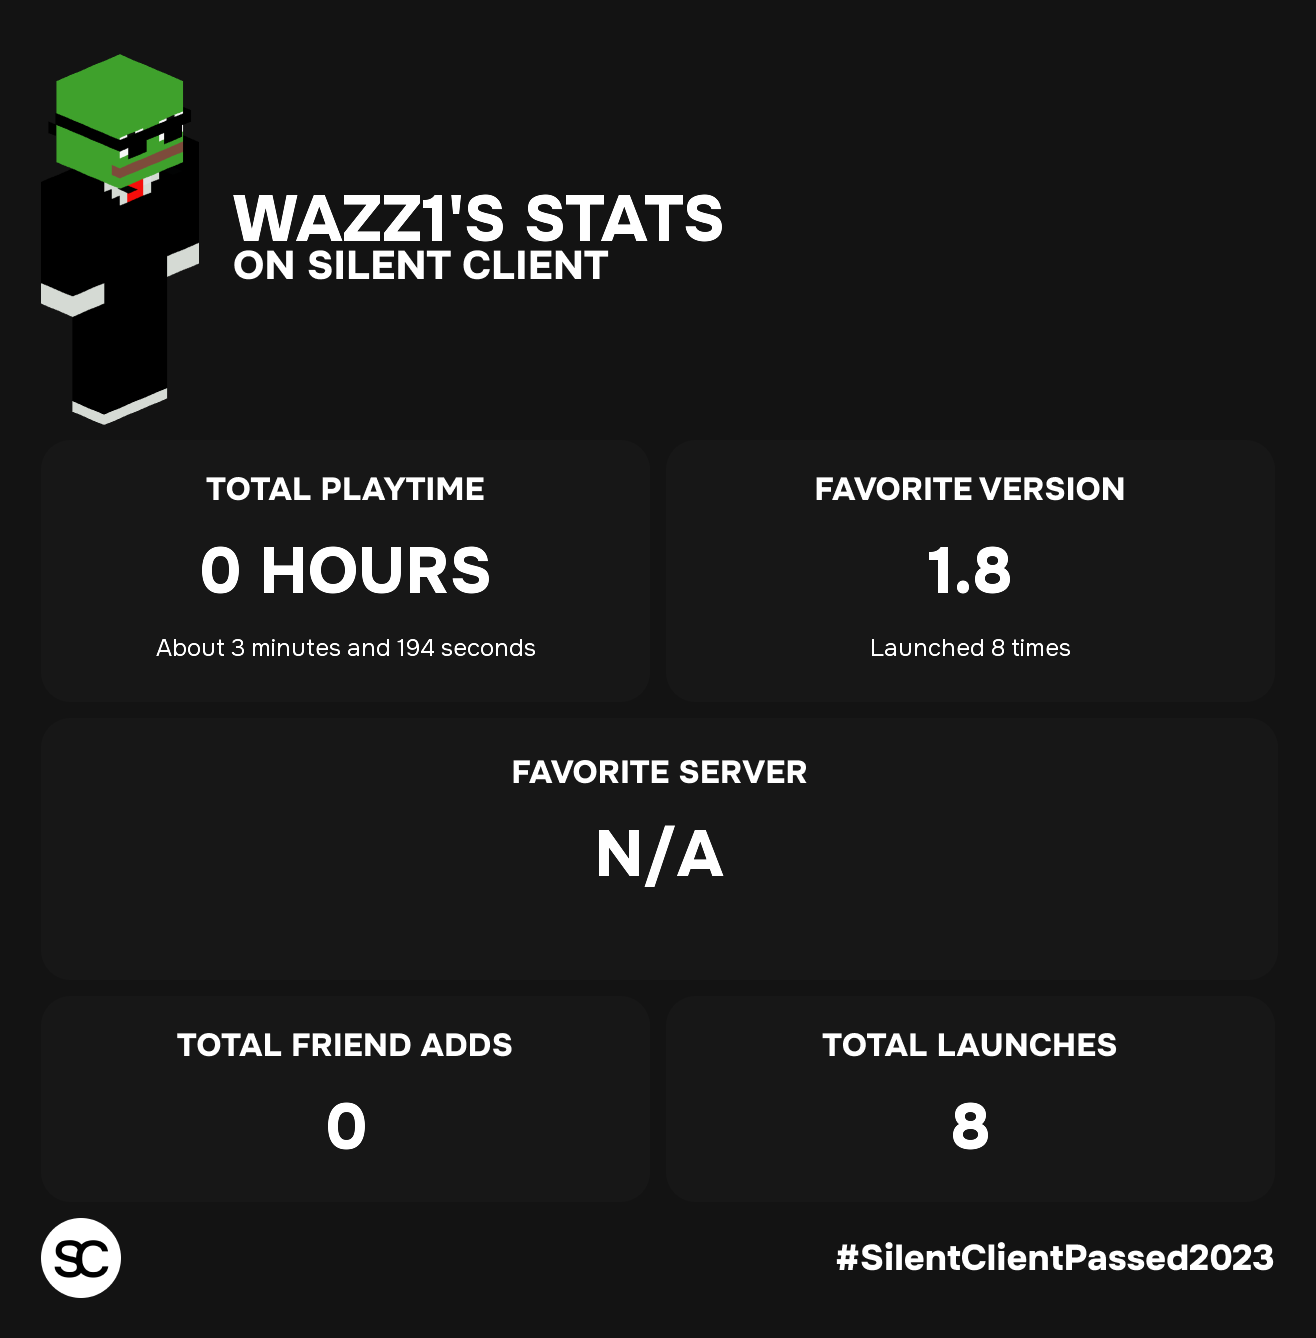 WAZZ1'S STATS
ON SILENT CLIENT
TOTAL PLAYTIME
0 HOURS
About 3 minutes and 194 seconds
FAVORITE VERSION
1.8
Launched 8 times
FAVORITE SERVER
N/A
TOTAL FRIEND ADDS
0
TOTAL LAUNCHES
8
SC
#SilentClientPassed2023